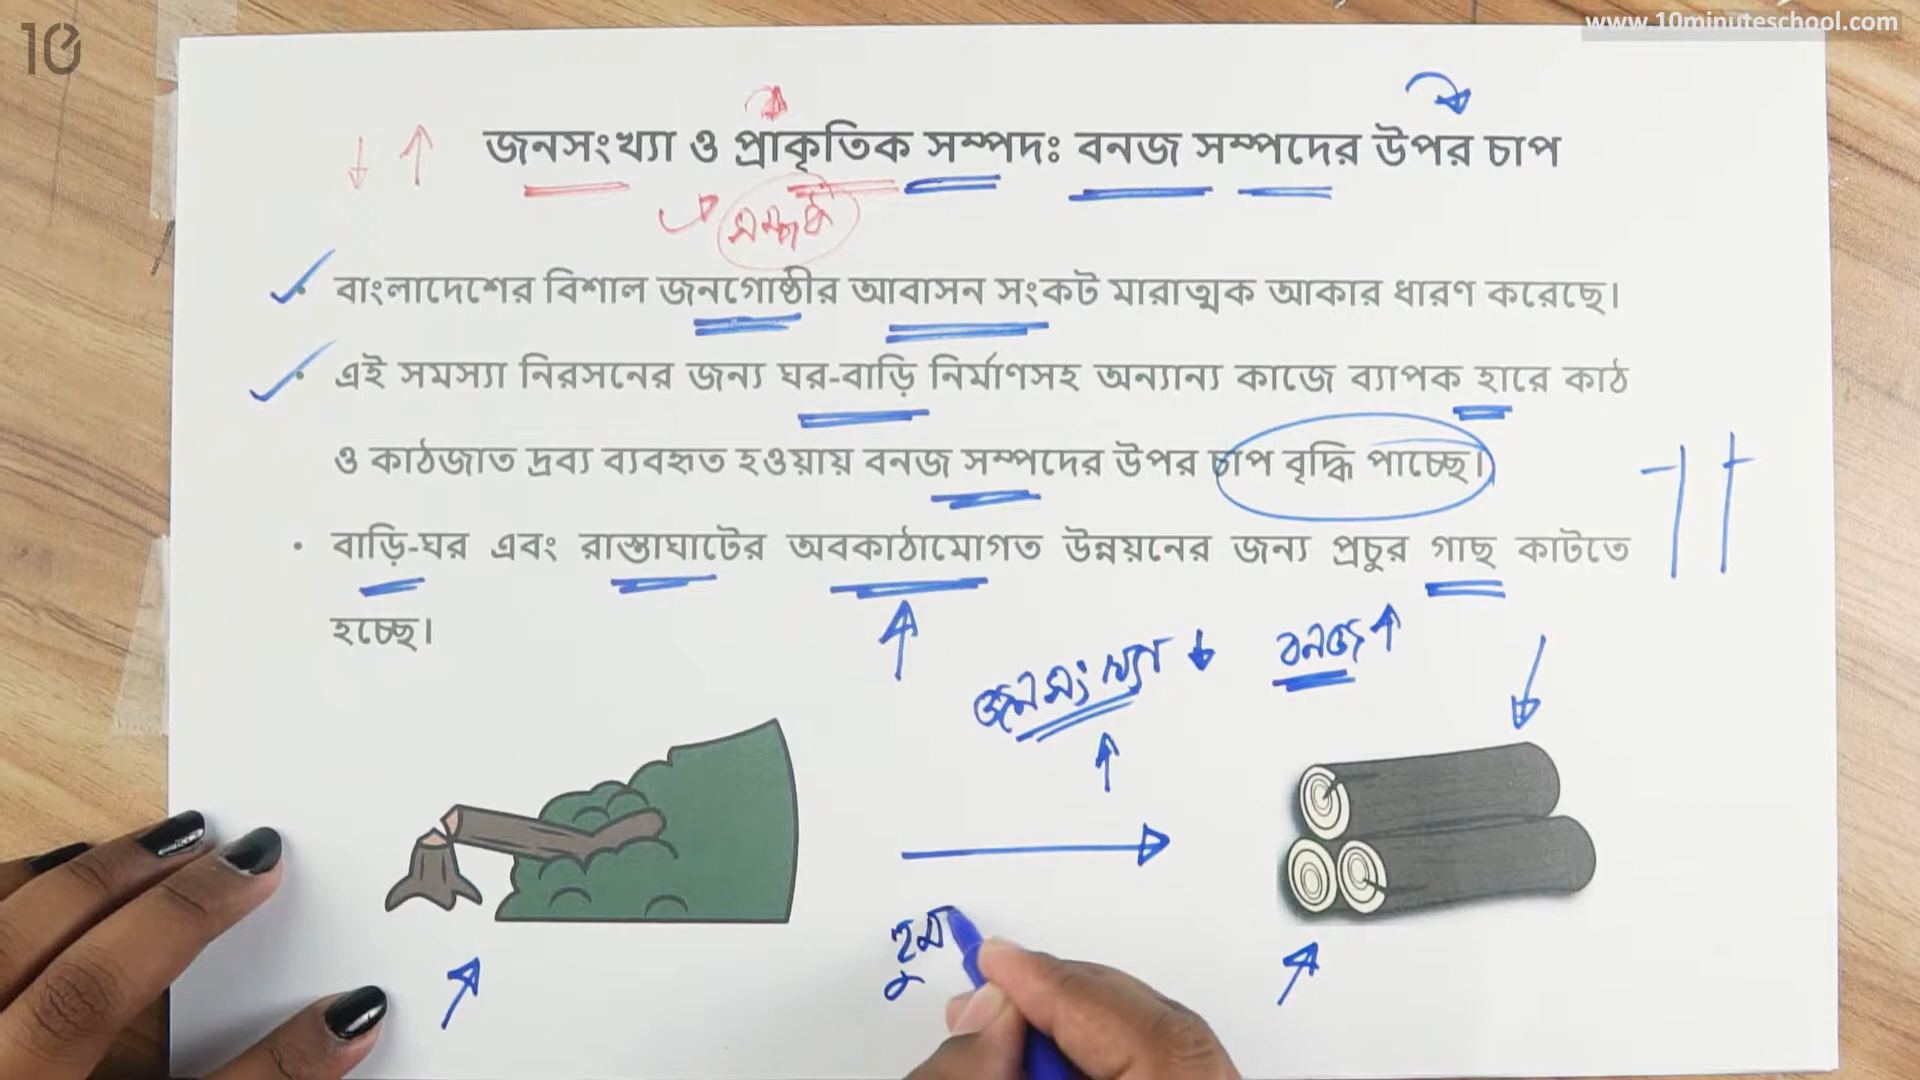 10
www.10minuteschool.com
জনসংখ্যা ও প্রাকৃতিক সম্পদঃ বনজ সম্পদের উপর চাপ
• বাংলাদেশের বিশাল জনগোষ্ঠীর আবাসন সংকট মারাত্মক আকার ধারণ করেছে।
• এই সমস্যা নিরসনের জন্য ঘর-বাড়ি নির্মাণসহ অন্যান্য কাজে ব্যাপক হারে কাঠ
ও কাঠজাত দ্রব্য ব্যবহৃত হওয়ায় বনজ সম্পদের উপর চাপ বৃদ্ধি পাচ্ছে।
• বাড়ি-ঘর এবং রাস্তাঘাটের অবকাঠামোগত উন্নয়নের জন্য প্রচুর গাছ কাটতে
হচ্ছে।
জনসংখ্যা ↓ বনজ ↑